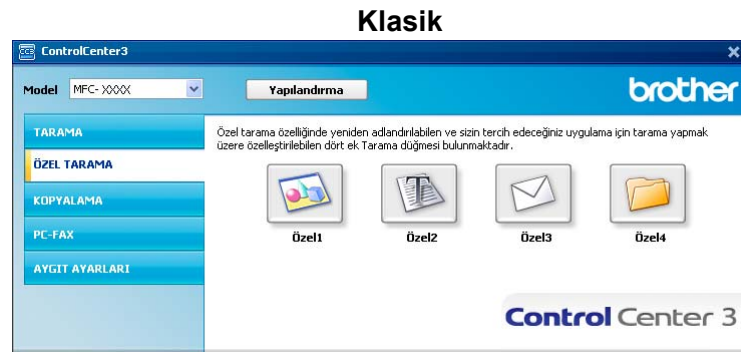 Klasik
ControlCenter3
Model MFC- XXXX Yapılandırma brother
TARAMA
Özel tarama özelliğinde yeniden adlandırılabilen ve sizin tercih edeceğiniz uygulama için tarama yapmak
üzere özelleştirilebilen dört ek Tarama düğmesi bulunmaktadır.
ÖZEL TARAMA
KOPYALAMA
PC-FAX
AYGIT AYARLARI
Özel1 Özel2 Özel3 Özel4
Control Center 3